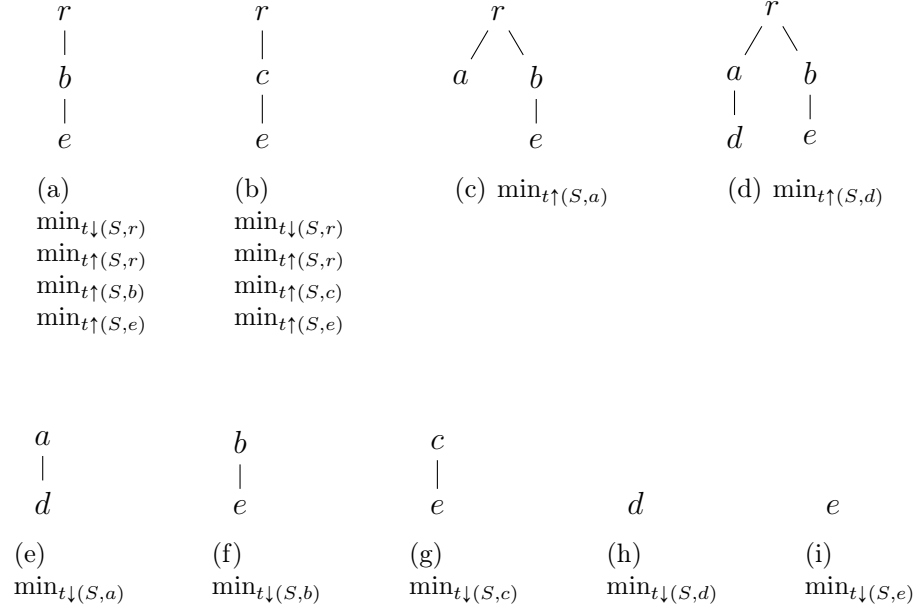 r r r r
b c a b a b
e e e d e
(a) (b) (c) min_{t↑(S,a)} (d) min_{t↑(S,d)}
min_{t↓(S,r)} min_{t↓(S,r)}
min_{t↑(S,r)} min_{t↑(S,r)}
min_{t↑(S,b)} min_{t↑(S,c)}
min_{t↑(S,e)} min_{t↑(S,e)}
a b c
d e e d e
(e) (f) (g) (h) (i)
min_{t↓(S,a)} min_{t↓(S,b)} min_{t↓(S,c)} min_{t↓(S,d)} min_{t↓(S,e)}